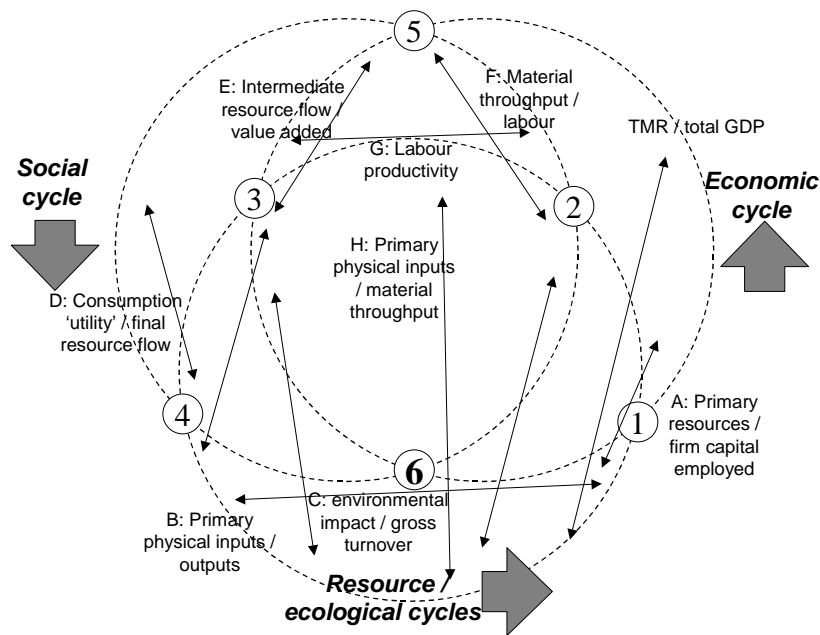 5
E: Intermediate
resource flow /
value added
F: Material
throughput /
labour
TMR / total GDP
G: Labour
productivity
Social
cycle
Economic
cycle
3
2
H: Primary
physical inputs
/ material
throughput
D: Consumption
‘utility’ / final
resource flow
4
1
A: Primary
resources /
firm capital
employed
6
C: environmental
impact / gross
turnover
B: Primary
physical inputs /
outputs
Resource /
ecological cycles